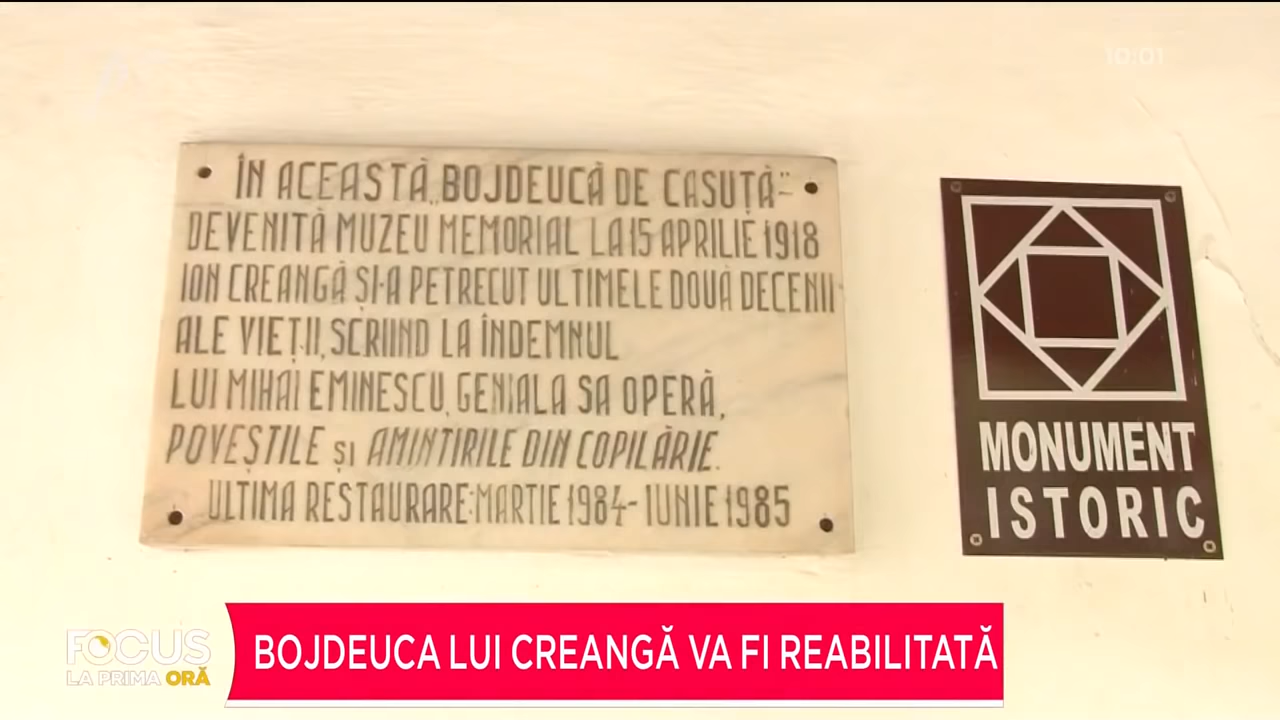 10:01
ÎN ACEASTĂ „BOJDEUCĂ DE CASUȚĂ"-
DEVENITĂ MUZEU MEMORIAL LA 15 APRILIE 1918
ION CREANGĂ ȘI-A PETRECUT ULTIMELE DOUĂ DECENII
ALE VIEȚII, SCRIIND LA ÎNDEMNUL
LUI MIHAI EMINESCU, GENIALA SA OPERĂ,
POVEȘTILE ȘI AMINTIRILE DIN COPILĂRIE.
ULTIMA RESTAURARE: MARTIE 1984- IUNIE 1985
MONUMENT
ISTORIC
FOCUS
LA PRIMA ORĂ
BOJDEUCA LUI CREANGĂ VA FI REABILITATĂ